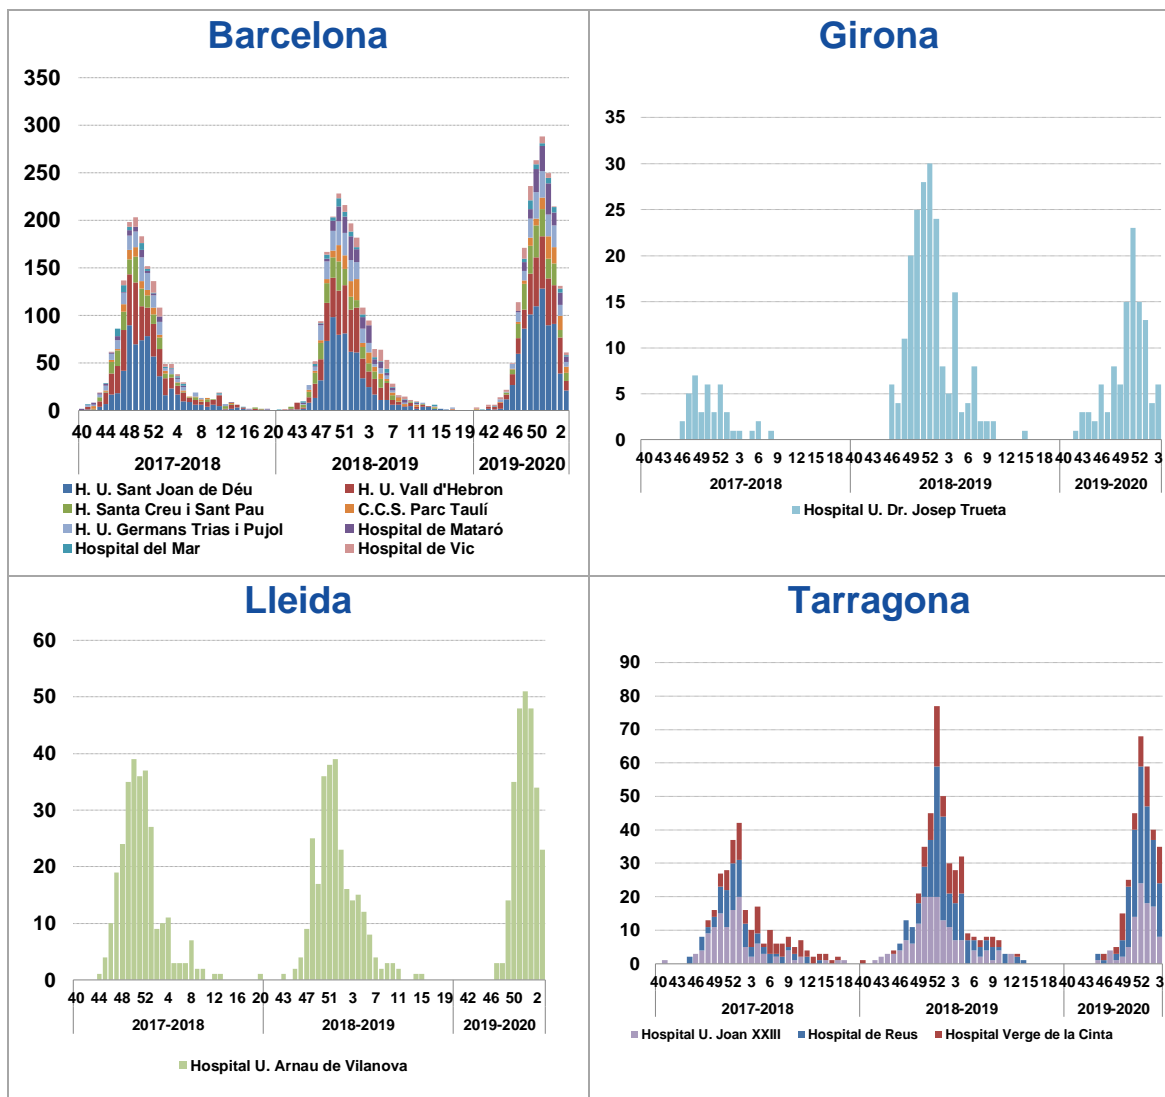 Barcelona
350
300
250
200
150
100
50
0
40 44 48 52 4 8 12 16 20 43 47 51 3 7 11 15 19 42 46 50 2
2017-2018 2018-2019 2019-2020
H. U. Sant Joan de Déu H. U. Vall d'Hebron
H. Santa Creu i Sant Pau C.C.S. Parc Taulí
H. U. Germans Trias i Pujol Hospital de Mataró
Hospital del Mar Hospital de Vic
Girona
35
30
25
20
15
10
5
0
40 43 46 49 52 3 6 9 12 15 18 40 43 46 49 52 3 6 9 12 15 18 40 43 46 49 52 3
2017-2018 2018-2019 2019-2020
Hospital U. Dr. Josep Trueta
Lleida
60
50
40
30
20
10
0
40 44 48 52 4 8 12 16 20 43 47 51 3 7 11 15 19 42 46 50 2
2017-2018 2018-2019 2019-2020
Hospital U. Arnau de Vilanova
Tarragona
90
80
70
60
50
40
30
20
10
0
40 43 46 49 52 3 6 9 12 15 18 40 43 46 49 52 3 6 9 12 15 18 40 43 46 49 52 3
2017-2018 2018-2019 2019-2020
Hospital U. Joan XXIII Hospital de Reus Hospital Verge de la Cinta